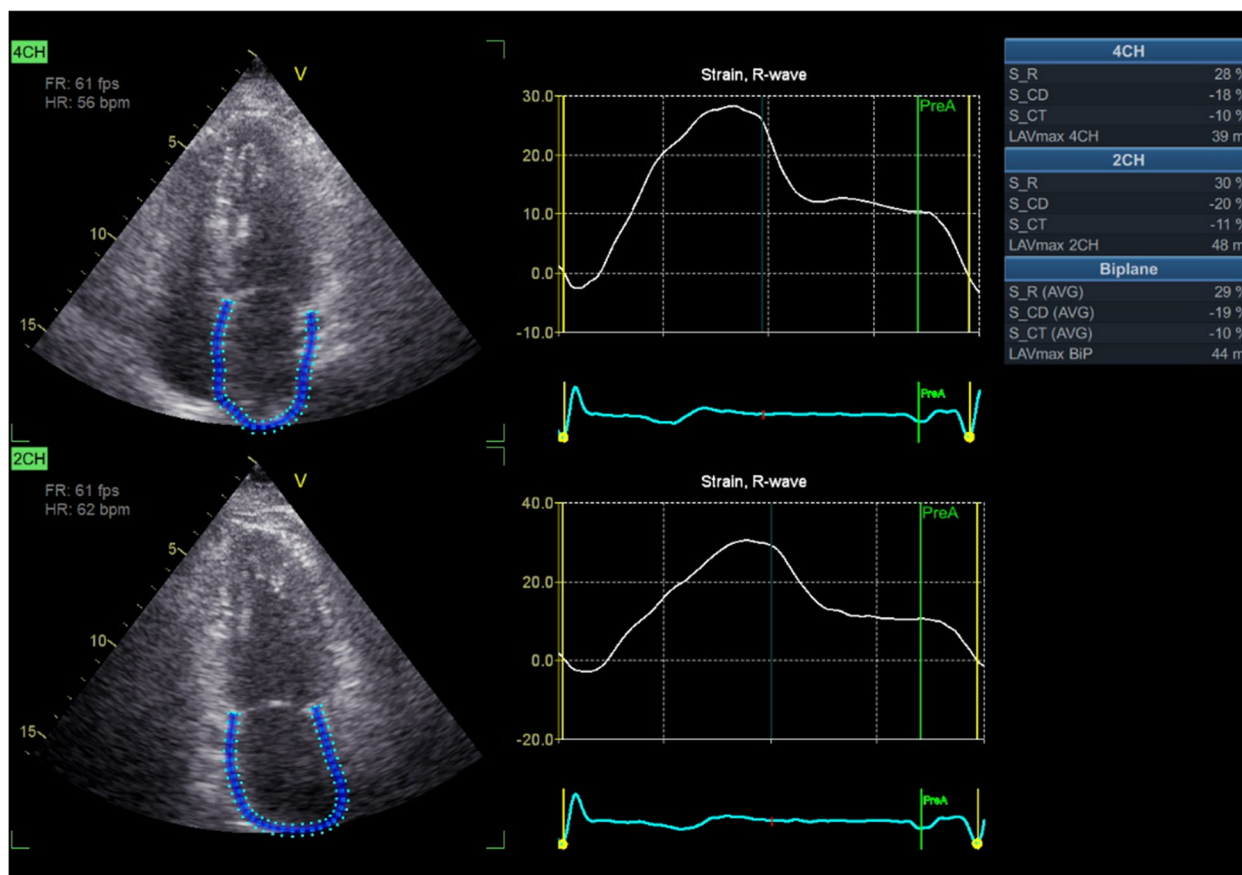 4CH
FR: 61 fps
HR: 56 bpm
V
5
10
15
Strain, R-wave
30.0
20.0
10.0
0.0
-10.0
PreA
PreA
4CH
S_R 28 %
S_CD -18 %
S_CT -10 %
LAVmax 4CH 39 m
2CH
S_R 30 %
S_CD -20 %
S_CT -11 %
LAVmax 2CH 48 m
Biplane
S_R (AVG) 29 %
S_CD (AVG) -19 %
S_CT (AVG) -10 %
LAVmax BiP 44 m
2CH
FR: 61 fps
HR: 62 bpm
V
5
10
15
Strain, R-wave
40.0
20.0
0.0
-20.0
PreA
PreA